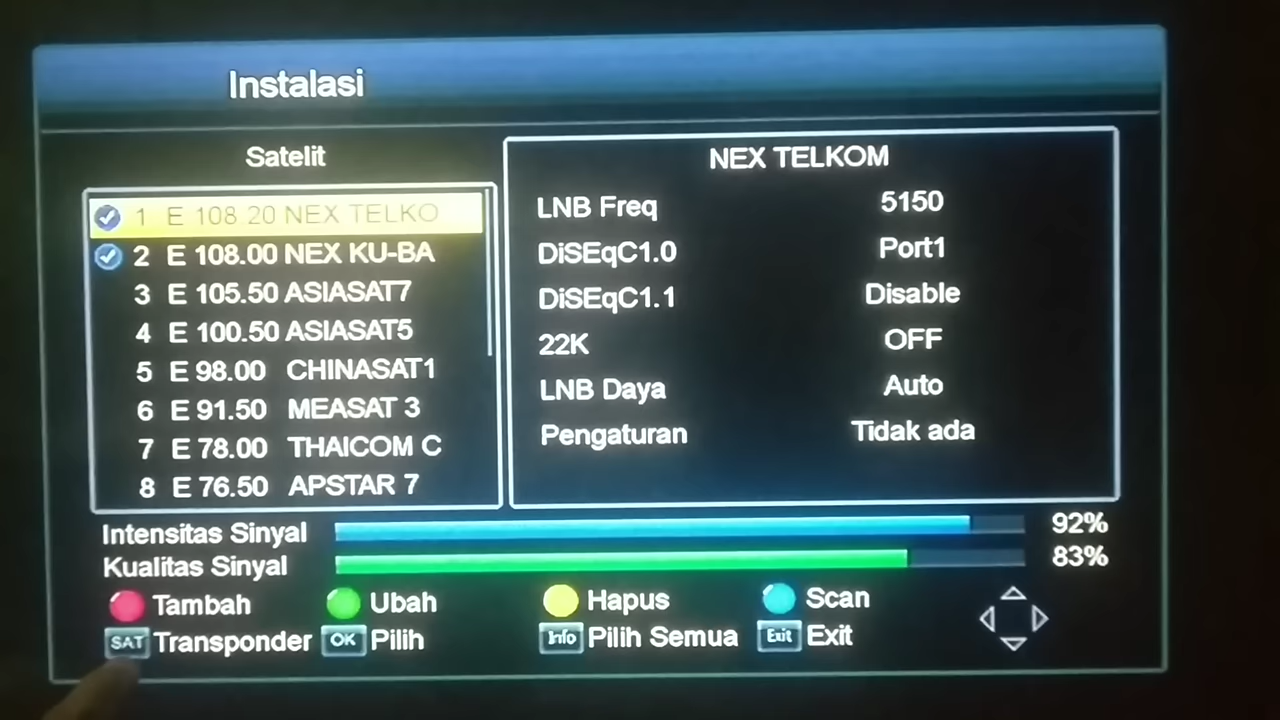 Instalasi
Satelit
1 E 108 20 NEX TELKO
2 E 108.00 NEX KU-BA
3 E 105.50 ASIASAT7
4 E 100.50 ASIASAT5
5 E 98.00 CHINASAT1
6 E 91.50 MEASAT 3
7 E 78.00 THAICOM C
8 E 76.50 APSTAR 7
NEX TELKOM
LNB Freq 5150
DiSEqC1.0 Port1
DiSEqC1.1 Disable
22K OFF
LNB Daya Auto
Pengaturan Tidak ada
Intensitas Sinyal 92%
Kualitas Sinyal 83%
Tambah Ubah Hapus Scan
SAT Transponder OK Pilih Info Pilih Semua Exit Exit